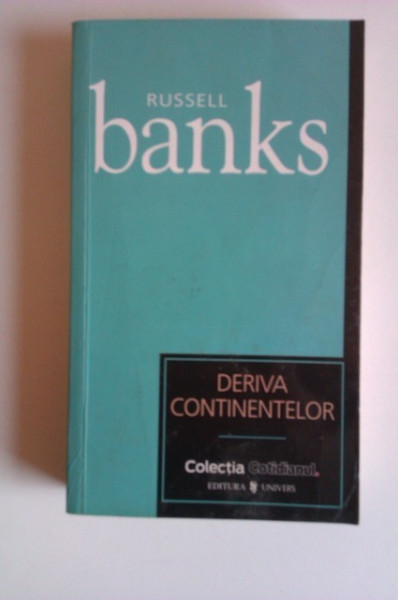 RUSSELL
banks
DERIVA
CONTINENTELOR
Colecția Cotidianul.
EDITURA UNIVERS